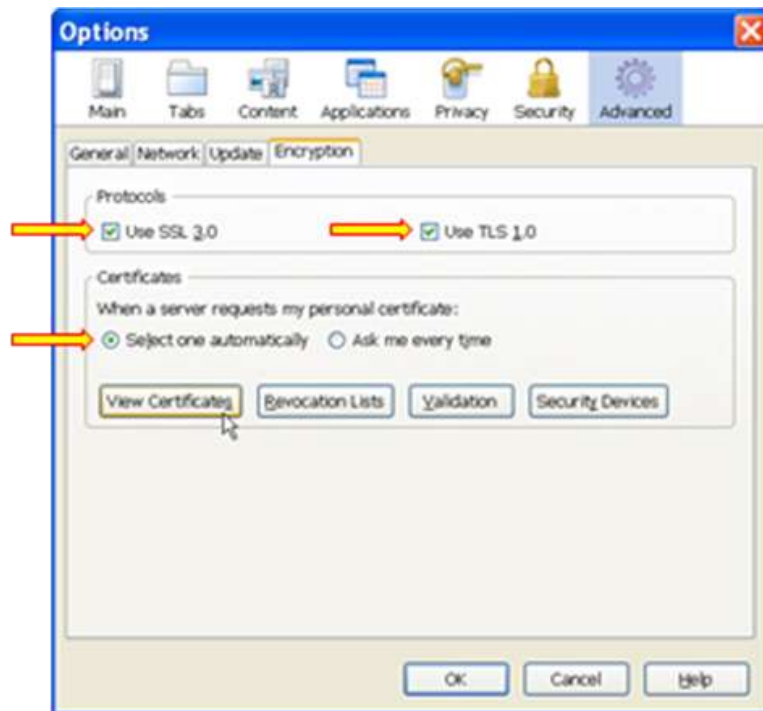 Options
Main Tabs Content Applications Privacy Security Advanced
General Network Update Encryption
Protocols
Use SSL 3.0 Use TLS 1.0
Certificates
When a server requests my personal certificate:
Select one automatically Ask me every time
View Certificates Revocation Lists Validation Security Devices
OK Cancel Help